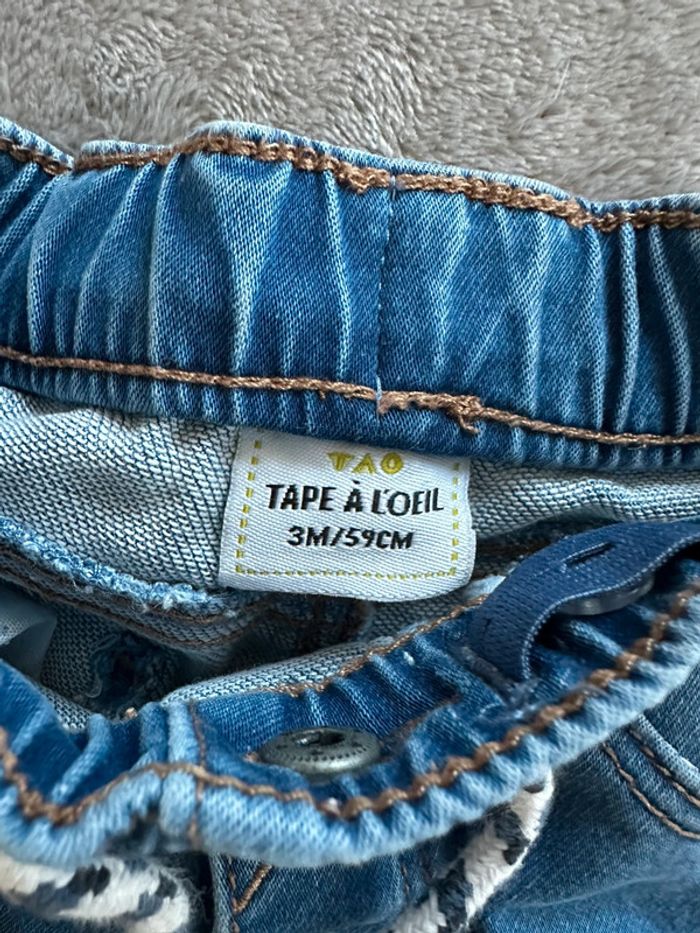 TAO
TAPE À L'OEIL
3M/59CM